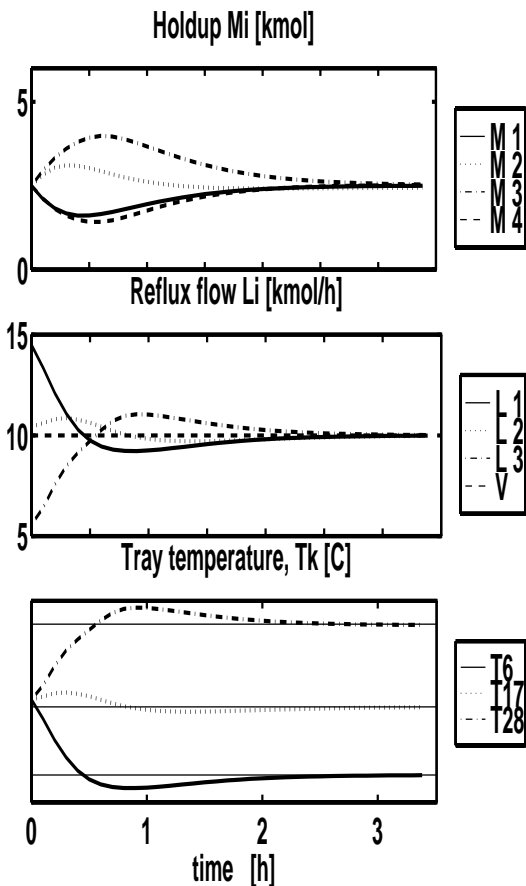 Holdup Mi [kmol]
5
0
M 1
M 2
M 3
M 4
Reflux flow Li [kmol/h]
15
10
5
L 1
L 2
L 3
V
Tray temperature, Tk [C]
T6
T17
T28
0
1
2
3
time [h]